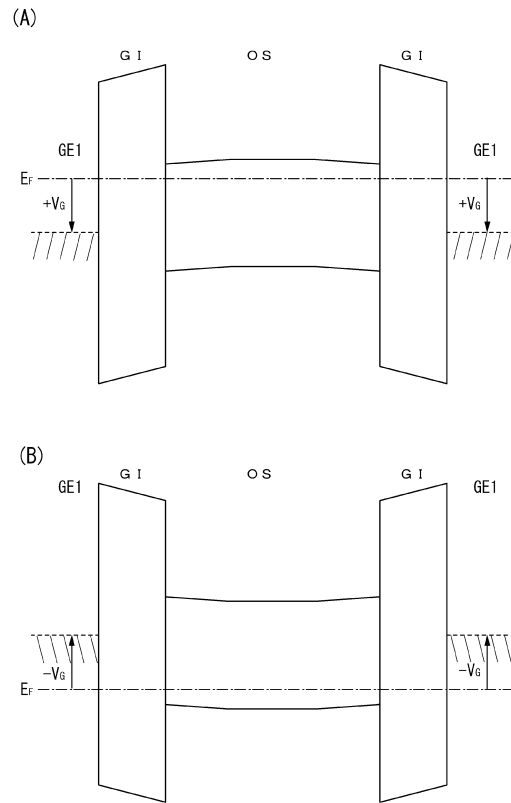 (A)
GI OS GI
GE1 GE1
EF
+VG +VG
(B)
GI OS GI
GE1 GE1
-VG -VG
EF